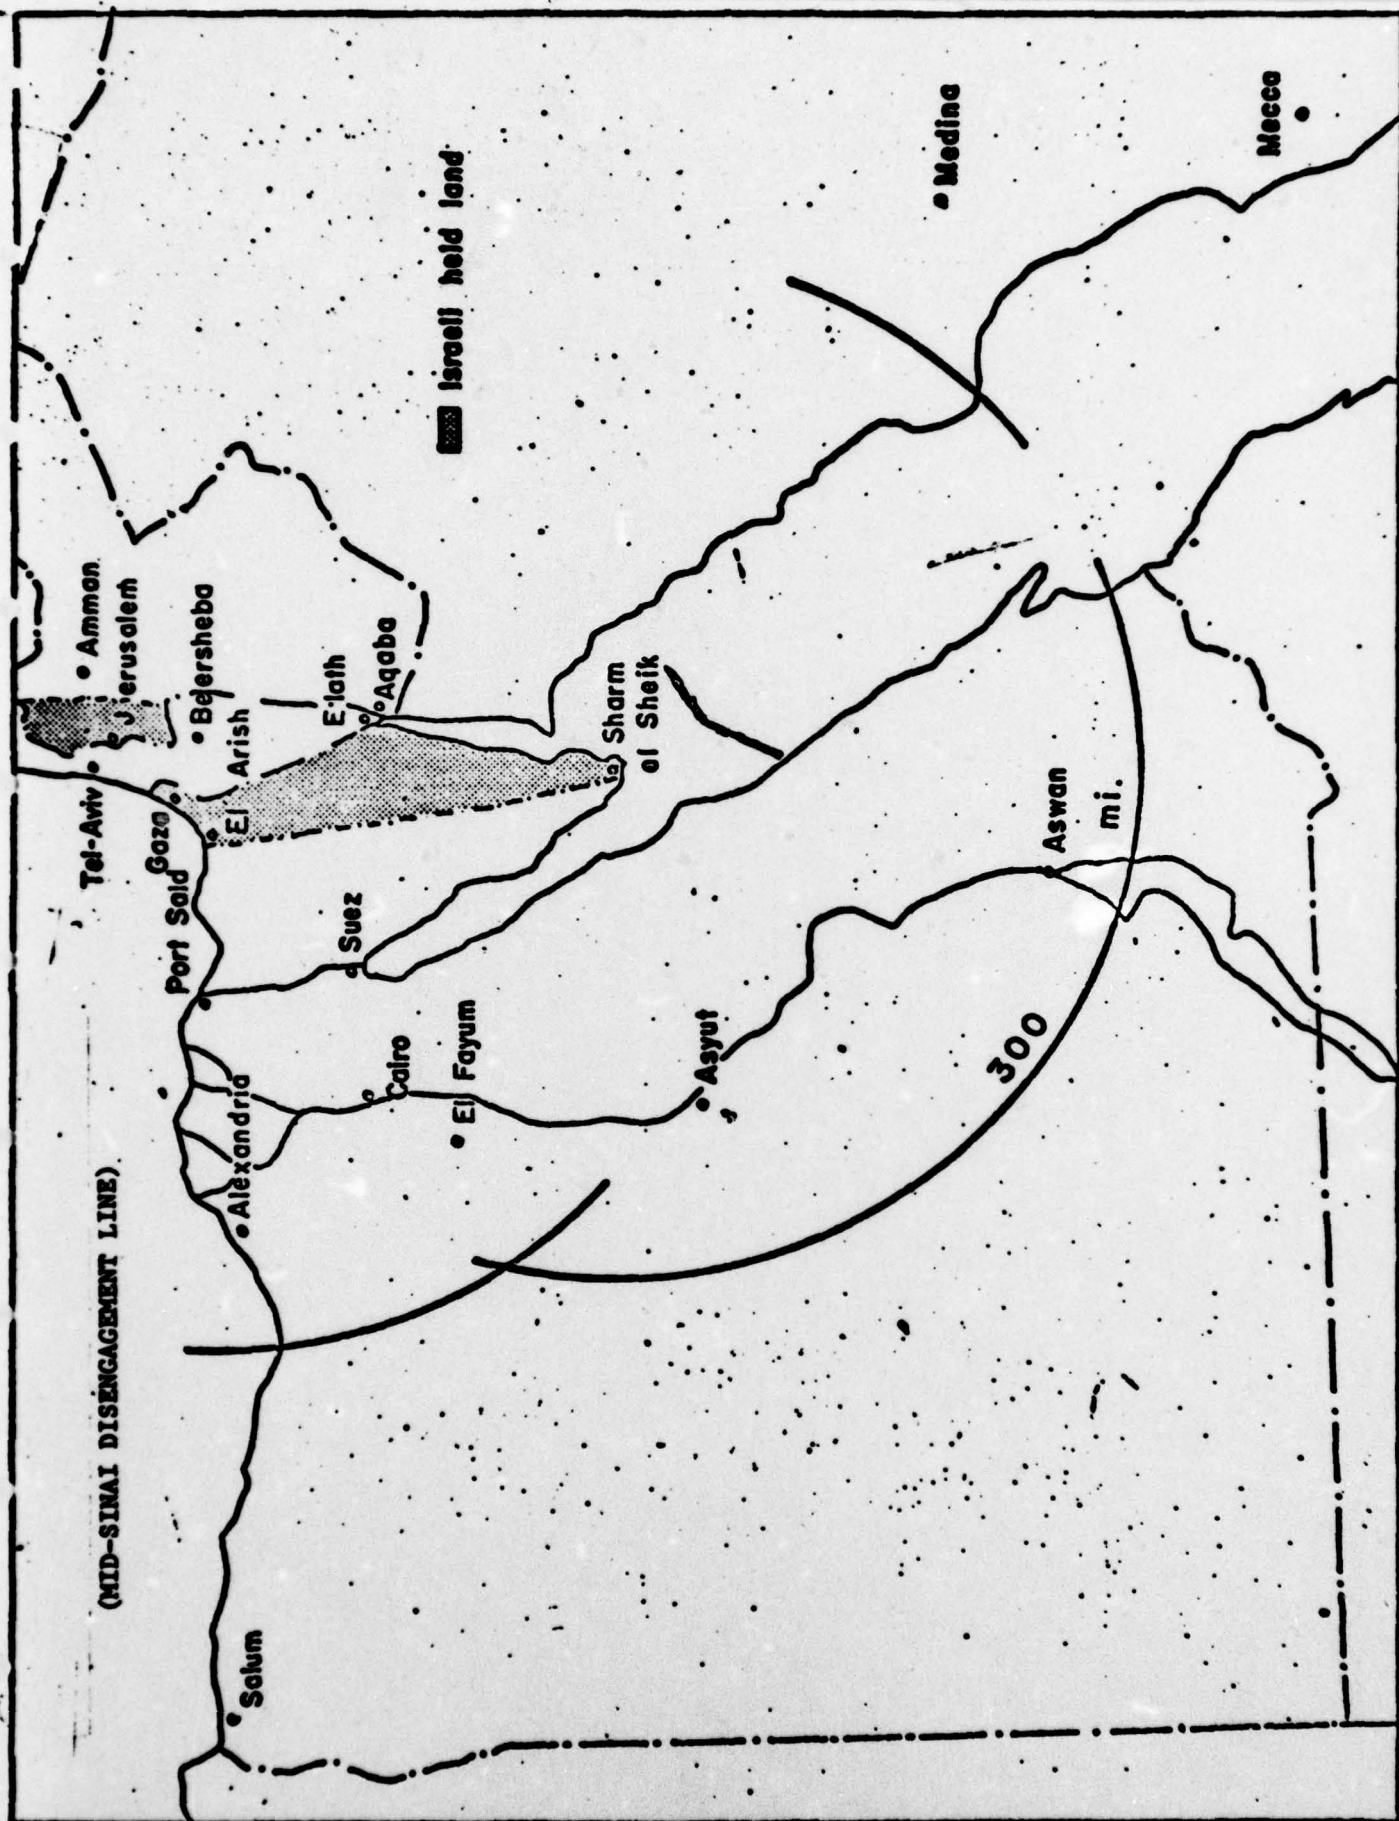 (MID-SINAI DISENGAGEMENT LINE)
Tel-Aviv
Amman
Jerusalem
Port Said
Gaza
Beersheba
Salum
Alexandria
El Arish
Suez
Elath
Aqaba
Cairo
El Fayum
Israeli held land
Sharm
al Sheik
Asyut
Medina
300 mi.
Aswan
Mecca